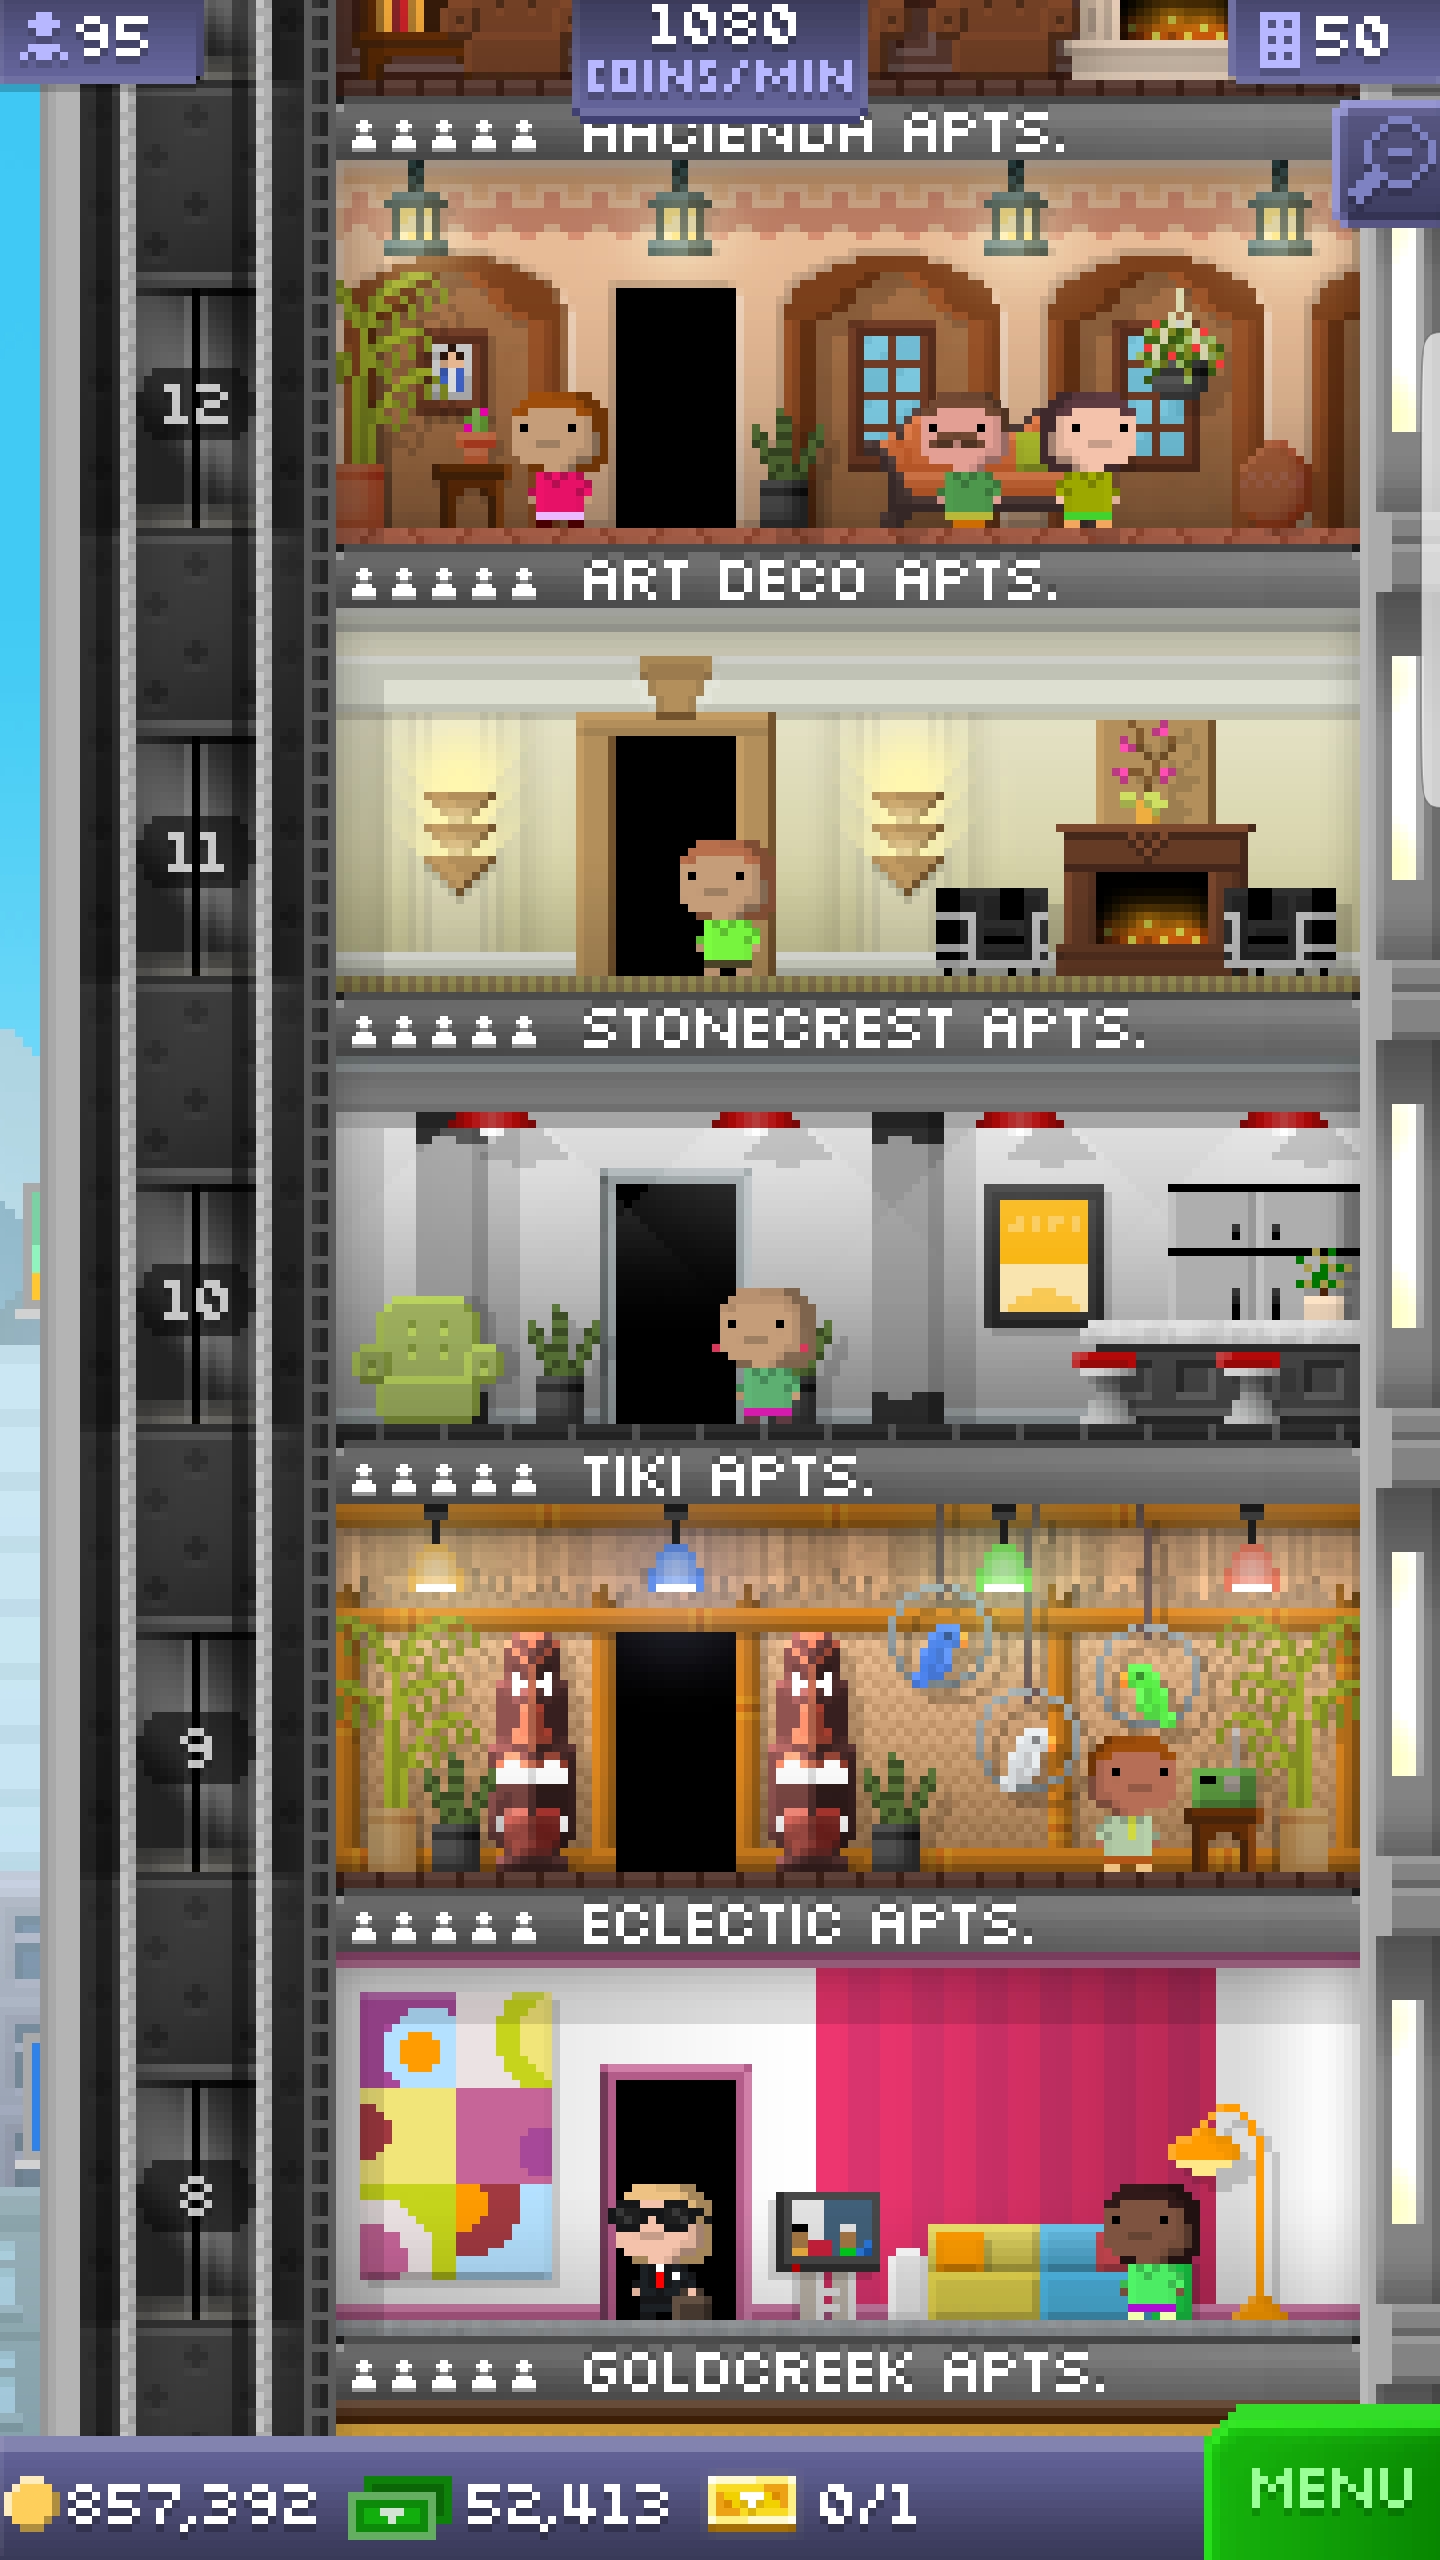 95
1080
COINS/MIN
50
HACIENDA APTS.
12
ART DECO APTS.
11
STONECREST APTS.
10
TIKI APTS.
9
ECLECTIC APTS.
8
GOLDCREEK APTS.
857,392 52,413 0/1
MENU